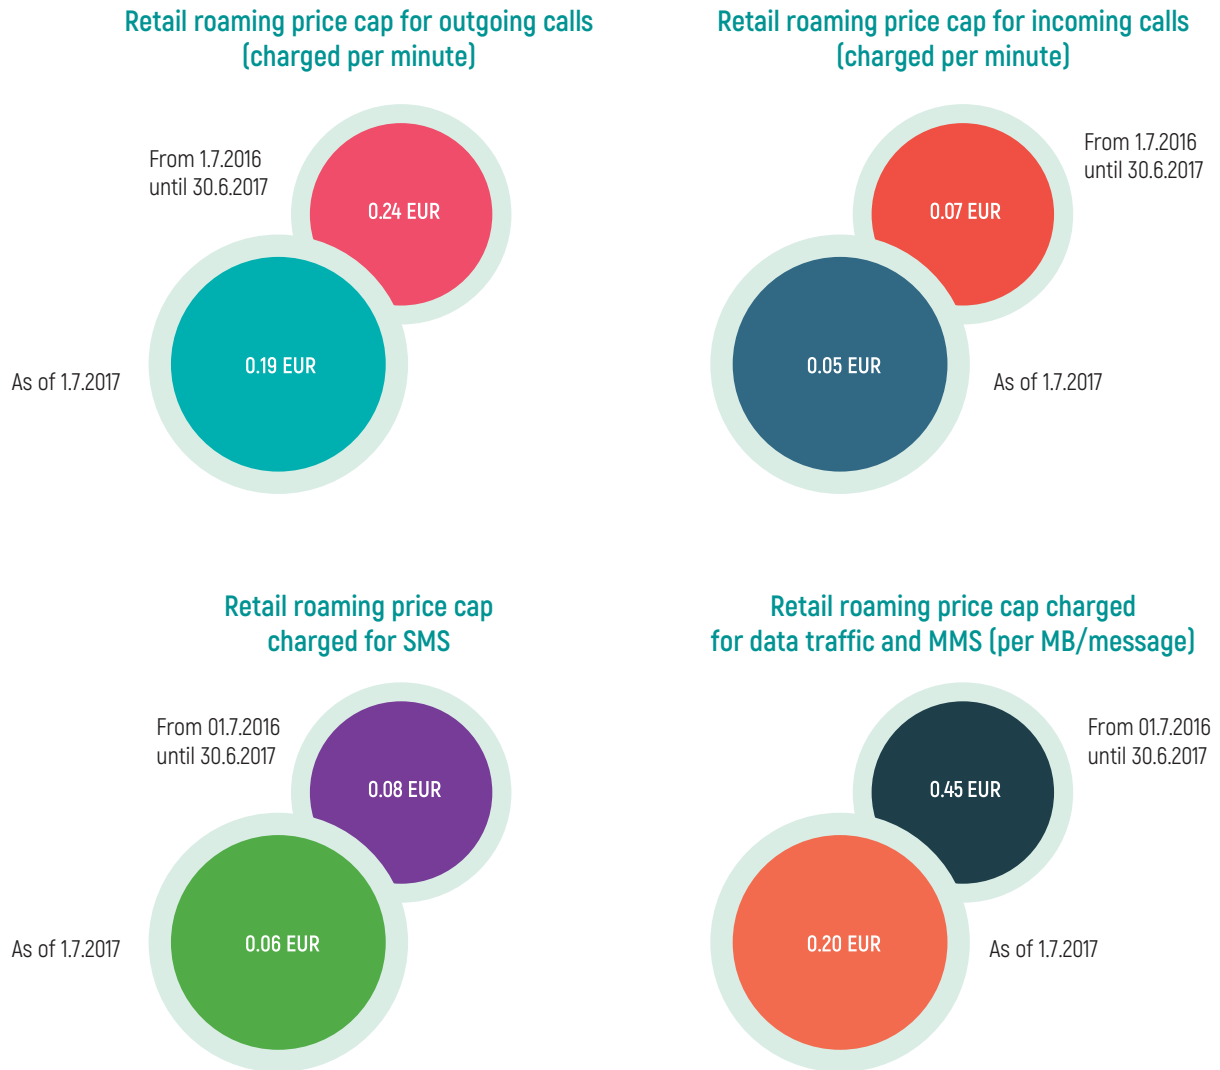 Retail roaming price cap for outgoing calls
(charged per minute)
From 1.7.2016
until 30.6.2017
0.24 EUR
0.19 EUR
As of 1.7.2017
Retail roaming price cap for incoming calls
(charged per minute)
From 1.7.2016
until 30.6.2017
0.07 EUR
0.05 EUR
As of 1.7.2017
Retail roaming price cap
charged for SMS
From 01.7.2016
until 30.6.2017
0.08 EUR
0.06 EUR
As of 1.7.2017
Retail roaming price cap charged
for data traffic and MMS (per MB/message)
From 01.7.2016
until 30.6.2017
0.45 EUR
0.20 EUR
As of 1.7.2017